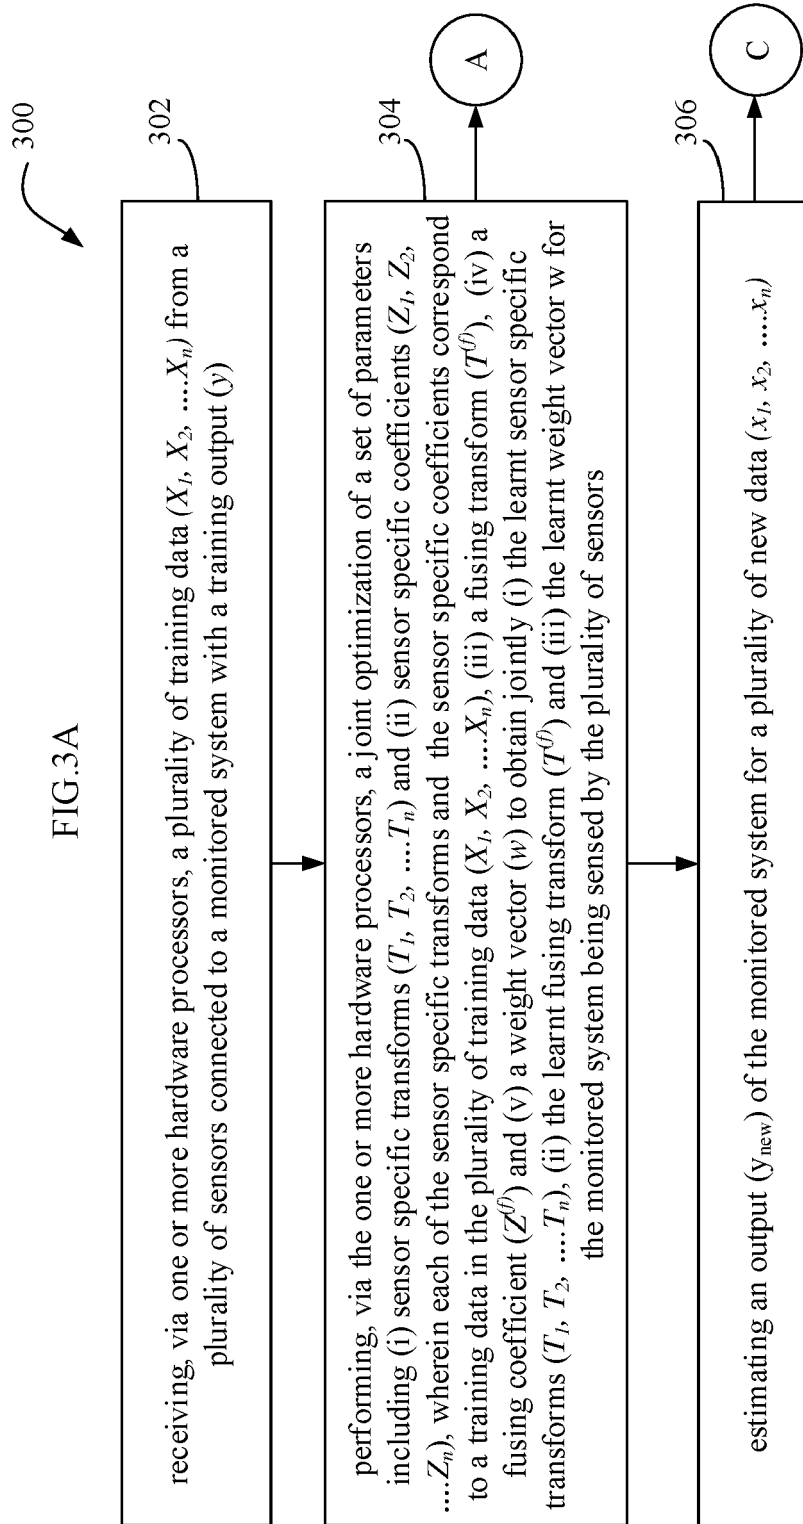 FIG.3A
300
302
receiving, via one or more hardware processors, a plurality of training data (X1, X2, ....Xn) from a
plurality of sensors connected to a monitored system with a training output (y)
304
performing, via the one or more hardware processors, a joint optimization of a set of parameters
including (i) sensor specific transforms (T1, T2, ....Tn) and (ii) sensor specific coefficients (Z1, Z2,
....Zn), wherein each of the sensor specific transforms and the sensor specific coefficients correspond
to a training data in the plurality of training data (X1, X2, ....Xn), (iii) a fusing transform (T(f)), (iv) a
fusing coefficient (Z(f)) and (v) a weight vector (w) to obtain jointly (i) the learnt sensor specific
transforms (T1, T2, ....Tn), (ii) the learnt fusing transform (T(f)) and (iii) the learnt weight vector w for
the monitored system being sensed by the plurality of sensors
A
306
estimating an output (ynew) of the monitored system for a plurality of new data (x1, x2, ....xn)
C